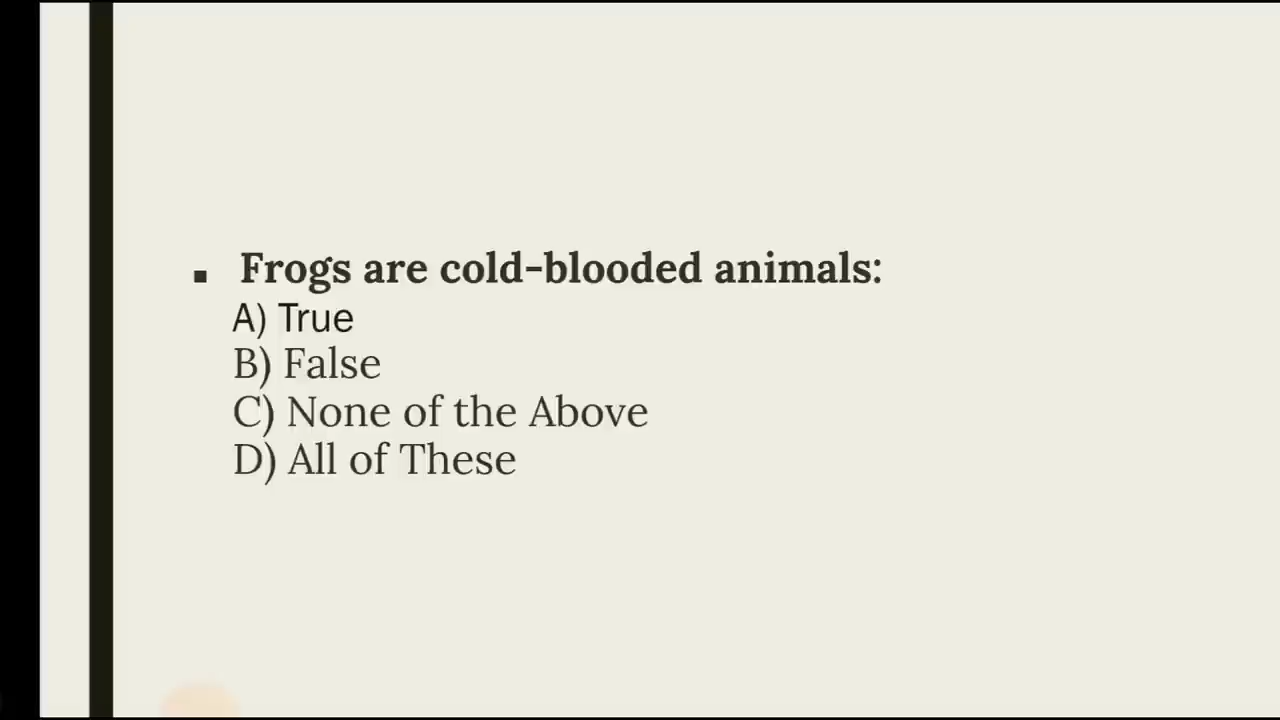 ▪ Frogs are cold-blooded animals:
A) True
B) False
C) None of the Above
D) All of These